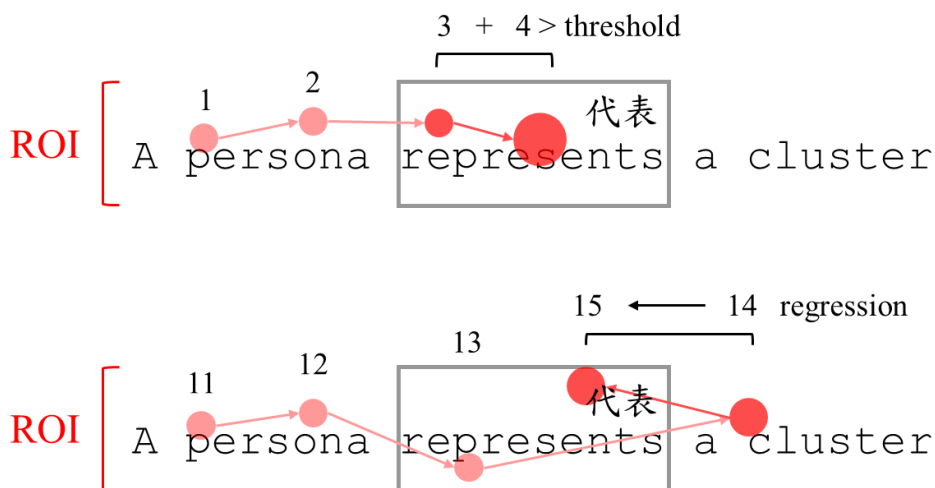 3 + 4 > threshold
1 2
代表
ROI
A persona represents a cluster
15 14 regression
13
11 12
代表
ROI
A persona represents a cluster